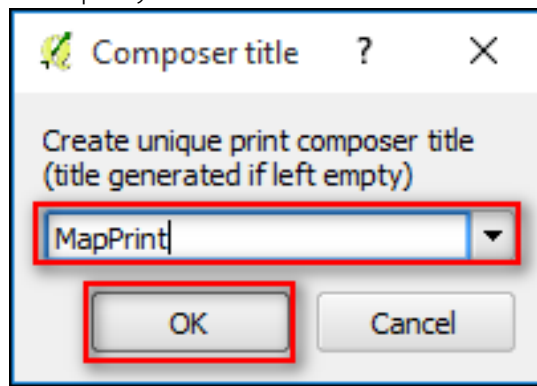 Composer title ? X
Create unique print composer title
(title generated if left empty)
MapPrint
OK Cancel